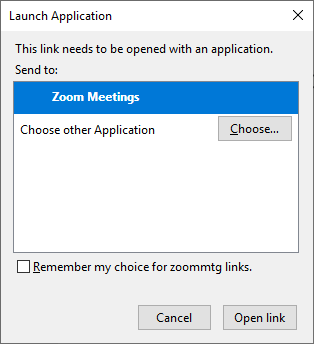 Launch Application
This link needs to be opened with an application.
Send to:
Zoom Meetings
Choose other Application
Choose...
Remember my choice for zoommtg links.
Cancel
Open link